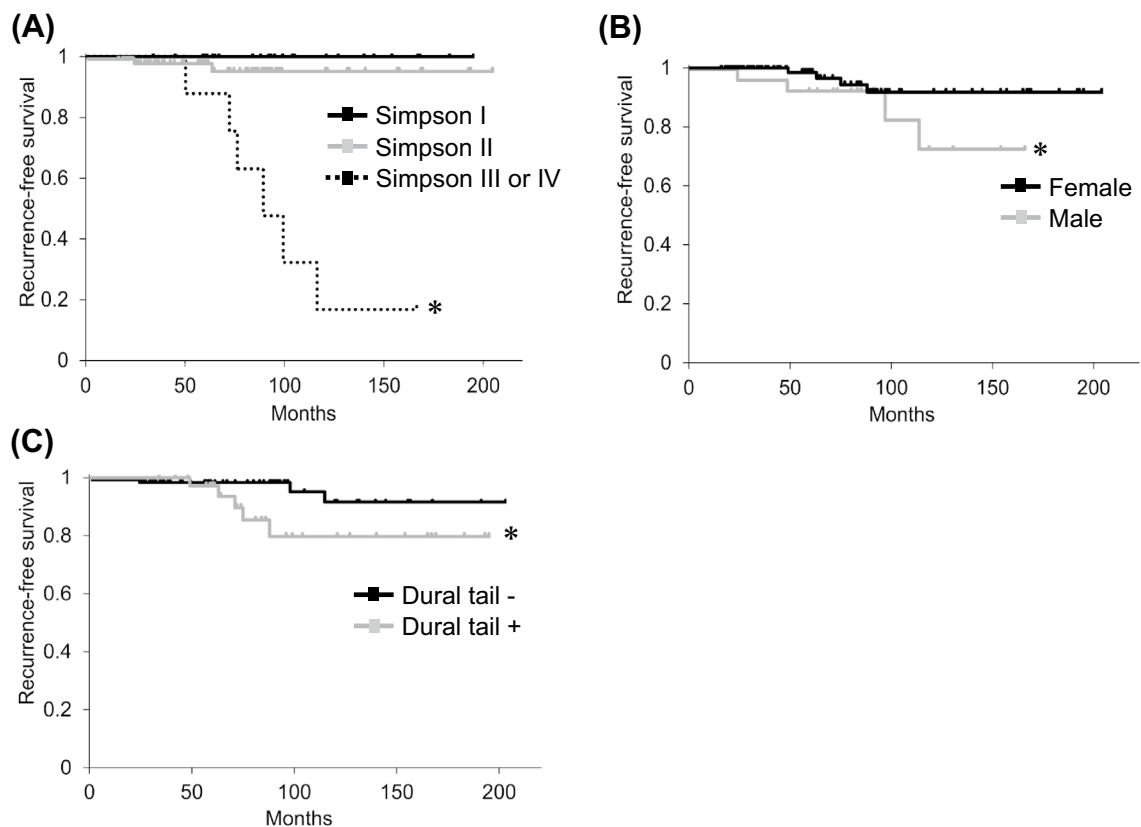 (A)
Recurrence-free survival
1
0.8
0.6
0.4
0.2
0
Simpson I
Simpson II
Simpson III or IV
*
0 50 100 150 200
Months
(B)
Recurrence-free survival
1
0.8
0.6
0.4
0.2
0
*
Female
Male
0 50 100 150 200
Months
(C)
Recurrence-free survival
1
0.8
0.6
0.4
0.2
0
*
Dural tail -
Dural tail +
0 50 100 150 200
Months